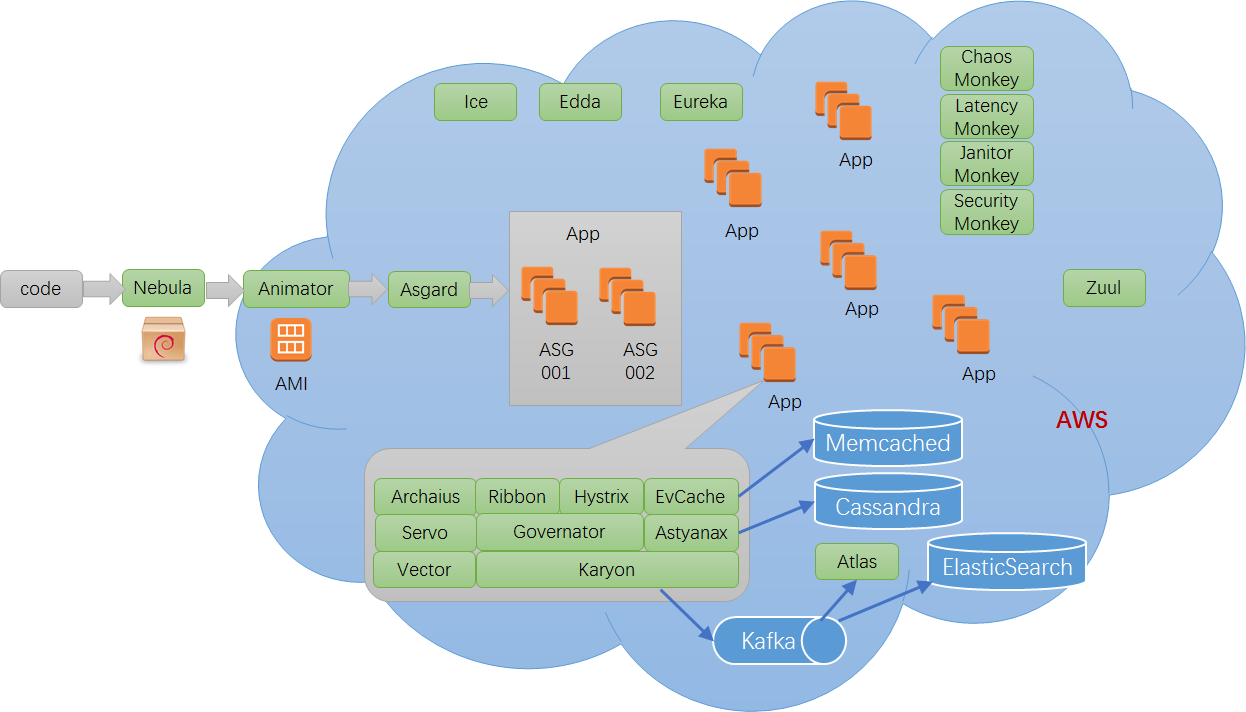 Chaos
Monkey
Latency
Monkey
Janitor
Monkey
Security
Monkey
Ice
Edda
Eureka
App
App
App
ASG
001
ASG
002
App
App
App
code
Nebula
Animator
Asgard
AMI
Zuul
AWS
Archaius
Ribbon
Hystrix
EvCache
Servo
Governator
Astyanax
Vector
Karyon
Memcached
Cassandra
Atlas
ElasticSearch
Kafka